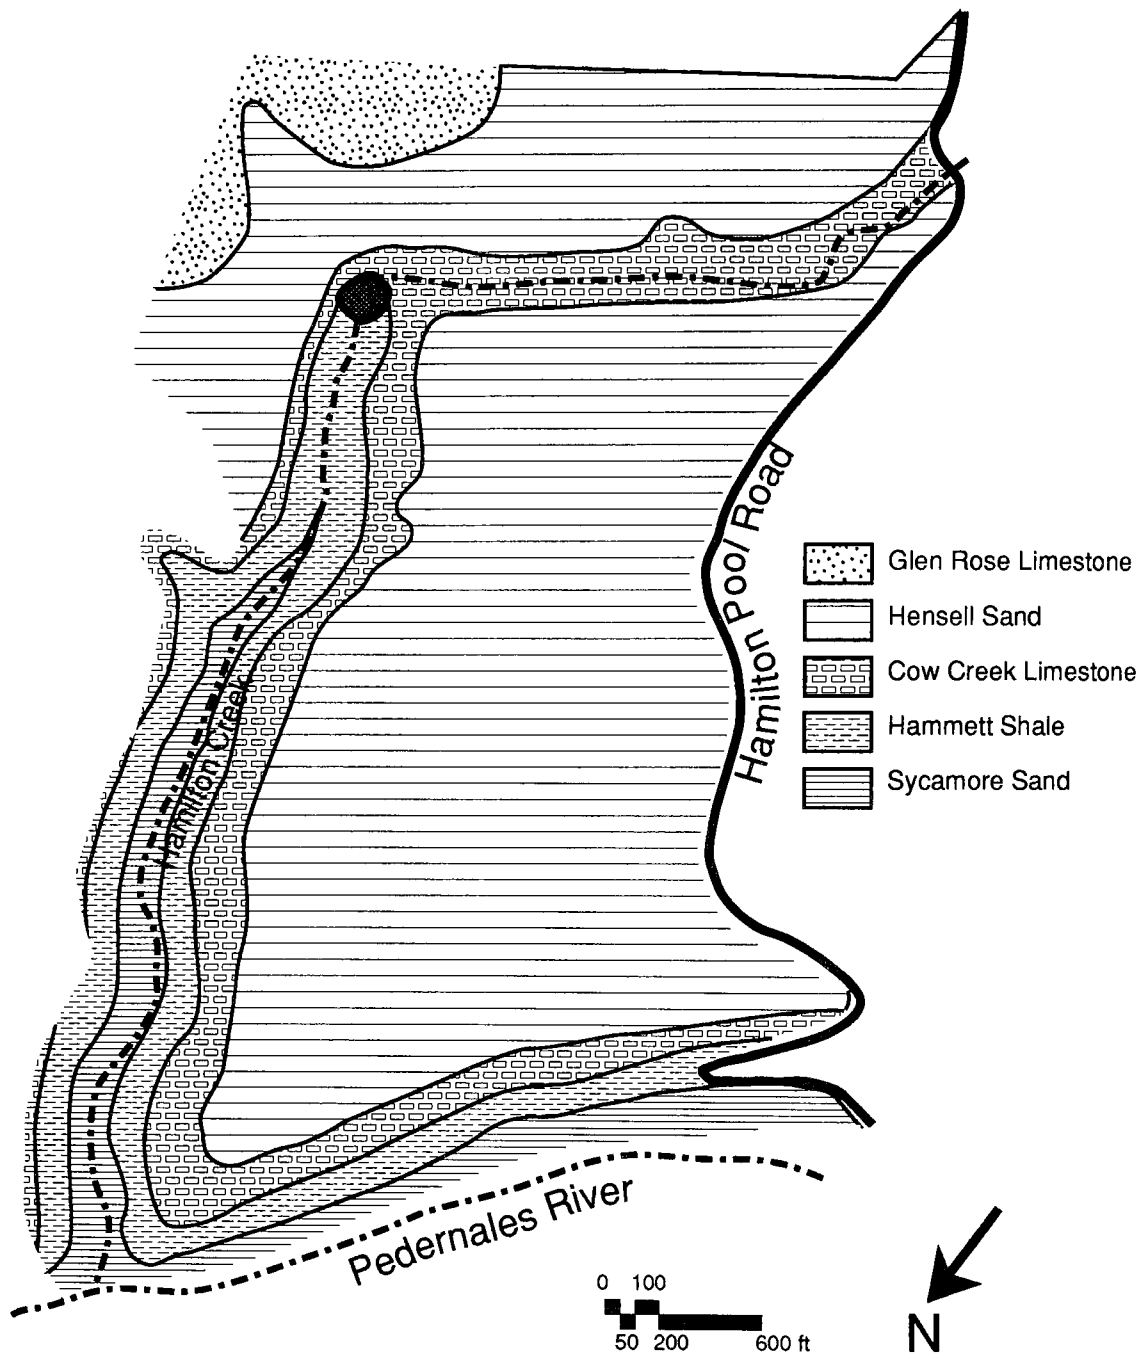 Hamilton Pool Road
Glen Rose Limestone
Hensell Sand
Cow Creek Limestone
Hammett Shale
Sycamore Sand
Hamilton Creek
Pedernales River
0 100
50 200 600 ft
N